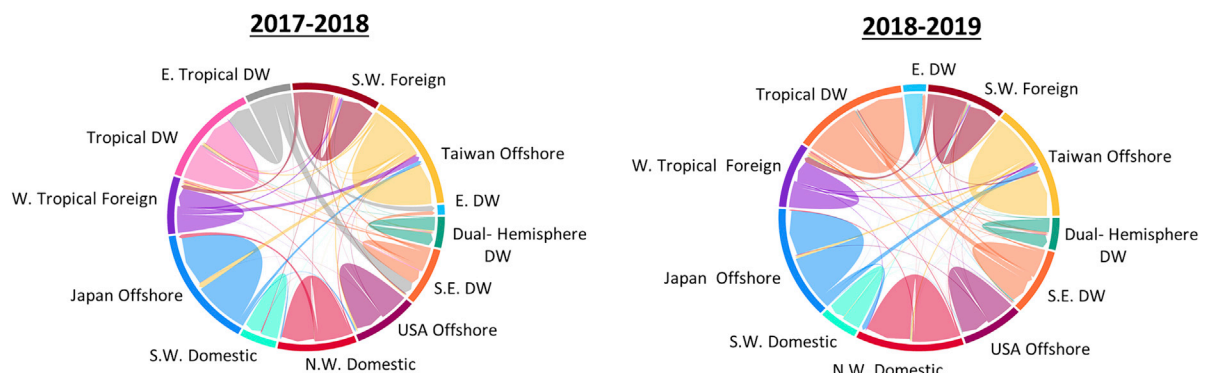 2017-2018
E. Tropical DW
S.W. Foreign
Tropical DW
Taiwan Offshore
W. Tropical Foreign
E. DW
Dual- Hemisphere
DW
Japan Offshore
S.E. DW
USA Offshore
S.W. Domestic
N.W. Domestic
2018-2019
E. DW
Tropical DW
S.W. Foreign
Taiwan Offshore
W. Tropical Foreign
Dual- Hemisphere
DW
Japan Offshore
S.E. DW
S.W. Domestic
USA Offshore
N.W. Domestic